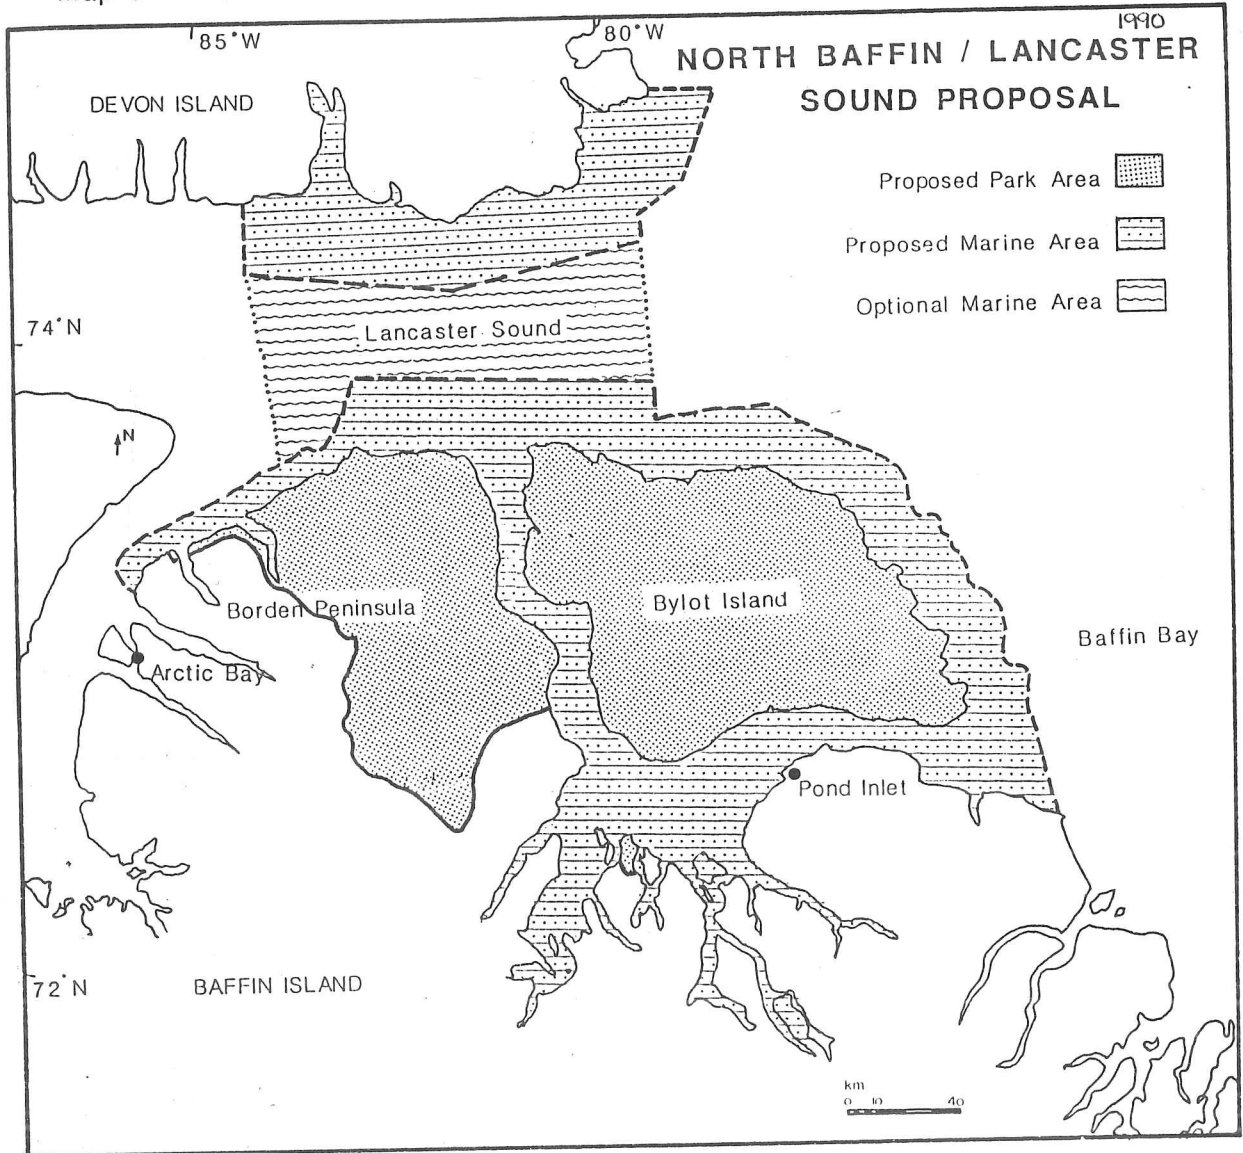 1990
85°W
80°W
NORTH BAFFIN / LANCASTER
SOUND PROPOSAL
DEVON ISLAND
Proposed Park Area
Proposed Marine Area
Optional Marine Area
74°N
Lancaster Sound
N
Borden Peninsula
Bylot Island
Baffin Bay
Arctic Bay
Pond Inlet
72°N
BAFFIN ISLAND
km
0 10 40